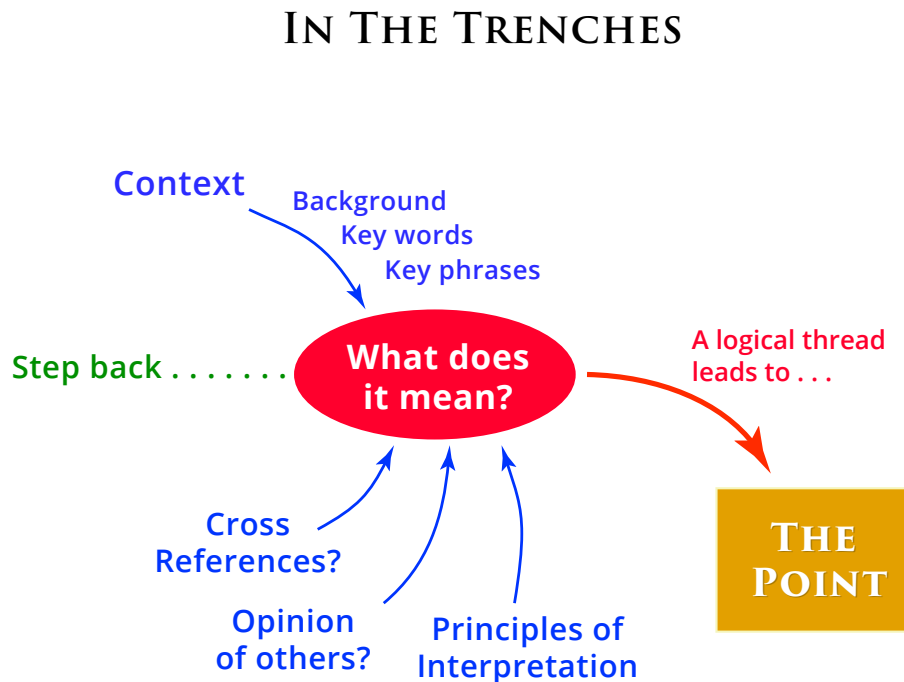 IN THE TRENCHES
Context
Background
Key words
Key phrases
Step back . . . . . . .
What does
it mean?
A logical thread
leads to . . .
THE
POINT
Cross
References?
Opinion
of others?
Principles of
Interpretation